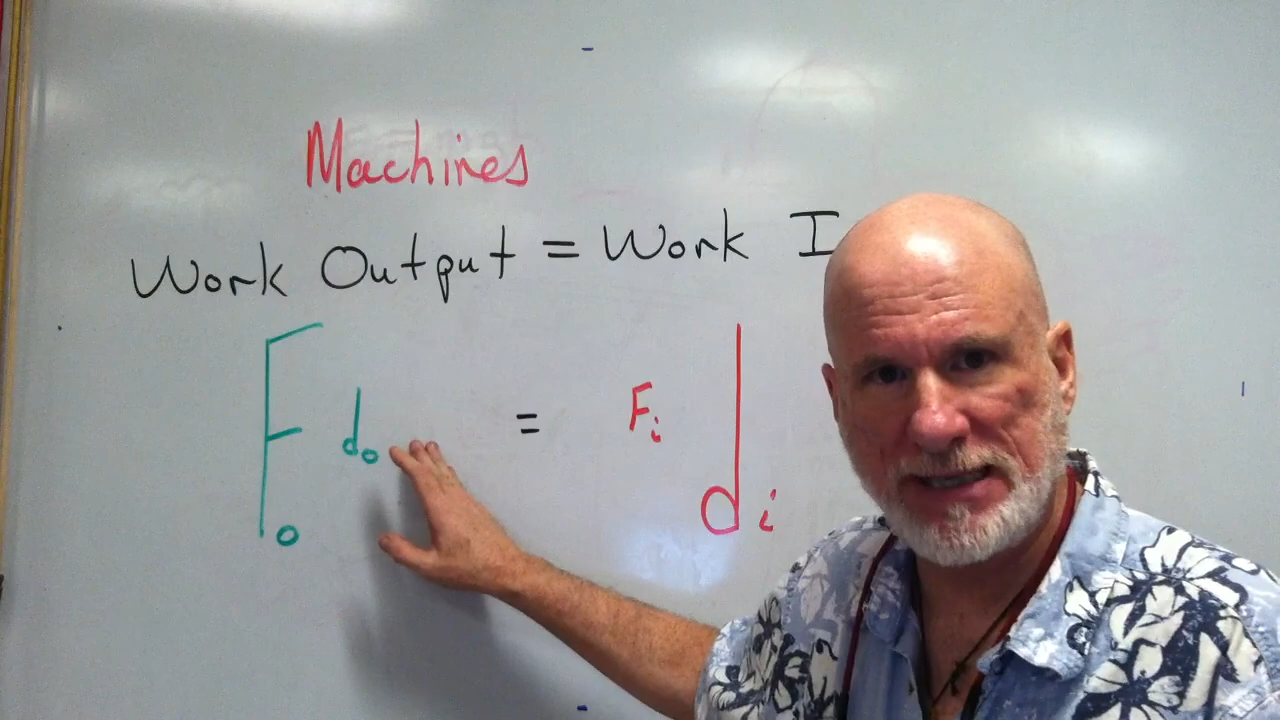 Machines
Work Output = Work I
F₀ d₀ = Fᵢ dᵢ